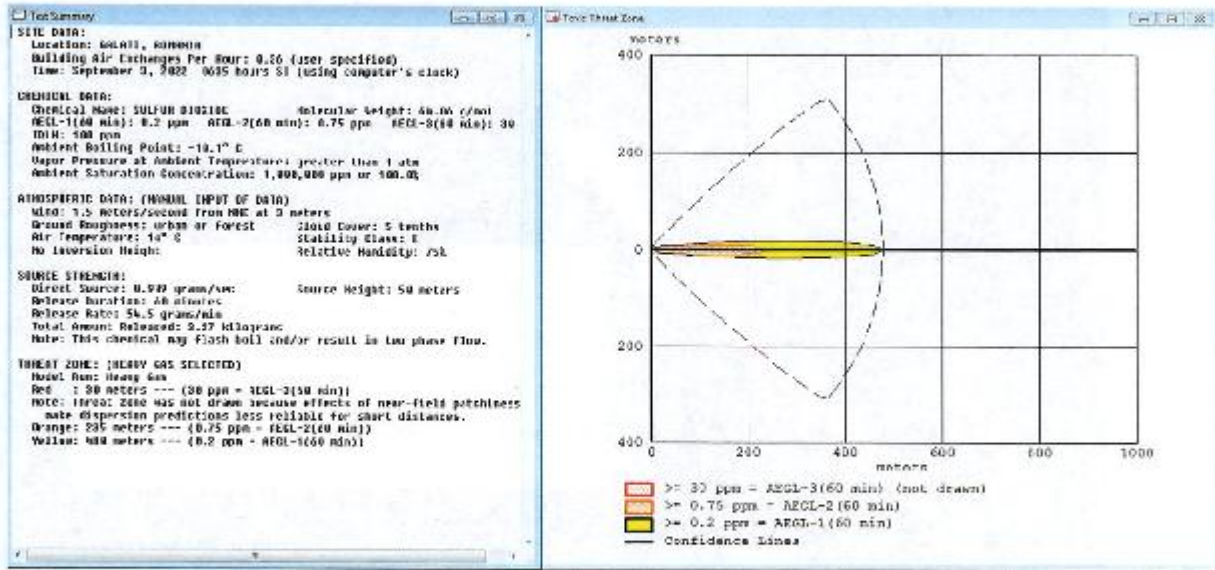 Text Summary
SITE DATA:
Location: GALATI, ROMANIA
Building Air Exchanges Per Hour: 0.26 (user specified)
Time: September 3, 2022 0635 hours ST (using computer's clock)
CHEMICAL DATA:
Chemical Name: SULFUR DIOXIDE Molecular Weight: 64.06 g/mol
AEGL-1(60 min): 0.2 ppm AEGL-2(60 min): 0.75 ppm AEGL-3(60 min): 30
IDLH: 100 ppm
Ambient Boiling Point: -10.1° C
Vapor Pressure at Ambient Temperature: greater than 1 atm
Ambient Saturation Concentration: 1,000,000 ppm or 100.0%
ATMOSPHERIC DATA: (MANUAL INPUT OF DATA)
Wind: 1.5 meters/second from NNE at 3 meters
Ground Roughness: urban or forest Cloud Cover: 5 tenths
Air Temperature: 14° C Stability Class: E
No Inversion Height Relative Humidity: 75%
SOURCE STRENGTH:
Direct Source: grams/sec Source Height: 50 meters
Release Duration: 60 minutes
Release Rate: 54.5 grams/min
Total Amount Released: 3.27 kilograms
Note: This chemical may flash boil and/or result in two phase flow.
THREAT ZONE: (HEAVY GAS SELECTED)
Model Run: Heavy Gas
Red : 30 meters --- (30 ppm = AEGL-3(60 min))
Note: Threat zone was not drawn because effects of near-field patchiness
make dispersion predictions less reliable for short distances.
Orange: 235 meters --- (0.75 ppm = AEGL-2(60 min))
Yellow: 480 meters --- (0.2 ppm = AEGL-1(60 min))
Toxic Threat Zone
meters
400
200
0
200
400
0 200 400 600 800 1000
meters
>= 30 ppm = AEGL-3(60 min) (not drawn)
>= 0.75 ppm = AEGL-2(60 min)
>= 0.2 ppm = AEGL-1(60 min)
Confidence Lines